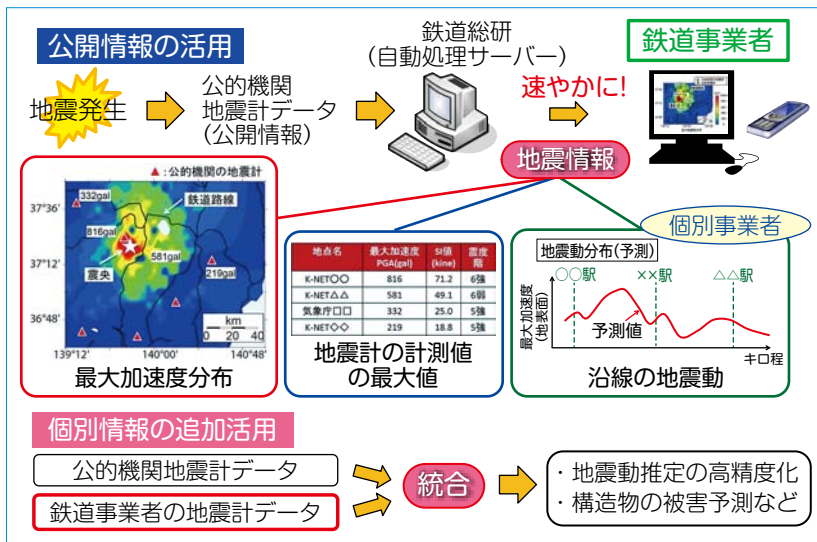 公開情報の活用
地震発生
公的機関
地震計データ
(公開情報)
鉄道総研
(自動処理サーバー)
速やかに!
鉄道事業者
地震情報
▲:公的機関の地震計
332gal
鉄道路線
816gal
581gal
219gal
震央
37°36'
37°12'
36°48'
139°12'
140°00'
140°48'
km
0 20 40
最大加速度分布
地点名 最大加速度 PGA(gal) SI値 (kine) 震度階
K-NET〇〇 816 71.2 6強
K-NET△△ 581 49.1 6弱
気象庁□□ 332 25.0 5強
K-NET◇◇ 219 18.8 5強
地震計の計測値
の最大値
個別事業者
地震動分布(予測)
〇〇駅 ××駅 △△駅
最大加速度
(地表面)
予測値
キロ程
沿線の地震動
個別情報の追加活用
公的機関地震計データ
鉄道事業者の地震計データ
統合
・地震動推定の高精度化
・構造物の被害予測など